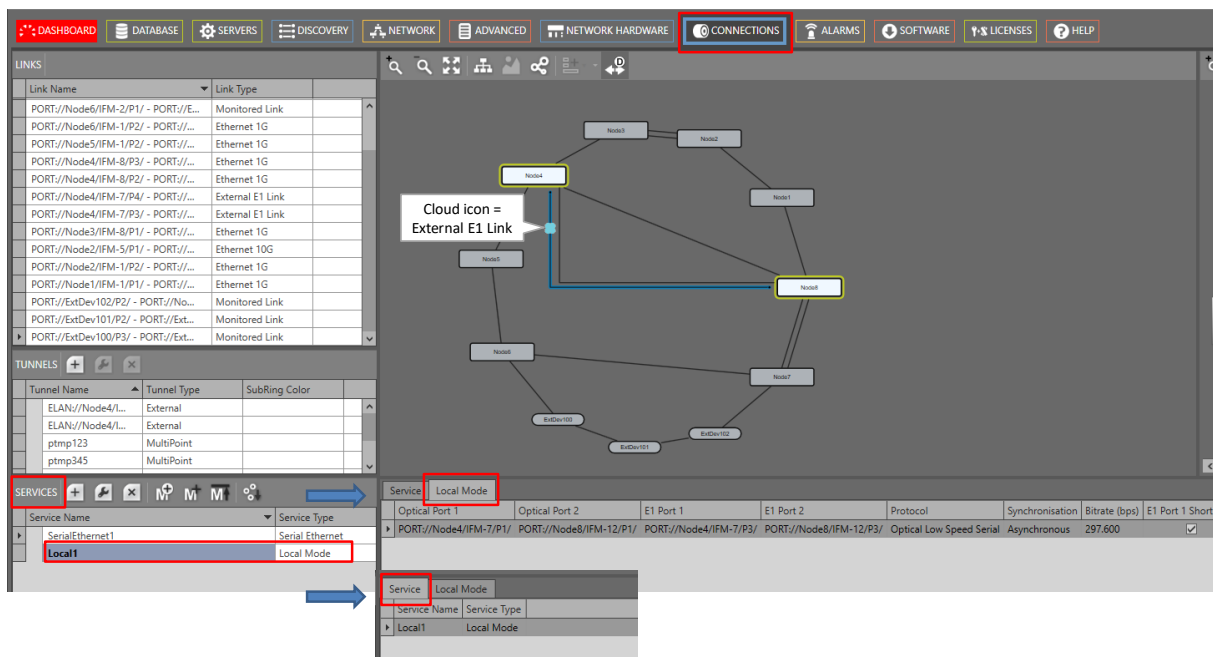 DASHBOARD DATABASE SERVERS DISCOVERY NETWORK ADVANCED NETWORK HARDWARE CONNECTIONS ALARMS SOFTWARE LICENSES HELP
LINKS
Link Name Link Type
PORT://Node6/IFM-2/P1/ - PORT://E... Monitored Link
PORT://Node6/IFM-1/P2/ - PORT://... Ethernet 1G
PORT://Node5/IFM-1/P2/ - PORT://... Ethernet 1G
PORT://Node4/IFM-8/P3/ - PORT://... Ethernet 1G
PORT://Node4/IFM-8/P2/ - PORT://... Ethernet 1G
PORT://Node4/IFM-7/P4/ - PORT://... External E1 Link
PORT://Node4/IFM-7/P3/ - PORT://... External E1 Link
PORT://Node3/IFM-8/P1/ - PORT://... Ethernet 1G
PORT://Node2/IFM-5/P1/ - PORT://... Ethernet 10G
PORT://Node2/IFM-1/P2/ - PORT://... Ethernet 1G
PORT://Node1/IFM-1/P1/ - PORT://... Ethernet 1G
PORT://ExtDev102/P2/ - PORT://No... Monitored Link
PORT://ExtDev101/P2/ - PORT://Ext... Monitored Link
PORT://ExtDev100/P3/ - PORT://Ext... Monitored Link
Node3
Node2
Node4
Node1
Cloud icon =
External E1 Link
Node5
Node8
Node6
Node7
ExtDev100
ExtDev102
ExtDev101
TUNNELS
Tunnel Name Tunnel Type SubRing Color
ELAN://Node4/I... External
ELAN://Node4/I... External
ptmp123 MultiPoint
ptmp345 MultiPoint
SERVICES
Service Name Service Type
SerialEthernet1 Serial Ethernet
Local1 Local Mode
Service Local Mode
Optical Port 1 Optical Port 2 E1 Port 1 E1 Port 2 Protocol Synchronisation Bitrate (bps) E1 Port 1 Short
PORT://Node4/IFM-7/P1/ PORT://Node8/IFM-12/P1/ PORT://Node4/IFM-7/P3/ PORT://Node8/IFM-12/P3/ Optical Low Speed Serial Asynchronous 297.600
Service Local Mode
Service Name Service Type
Local1 Local Mode